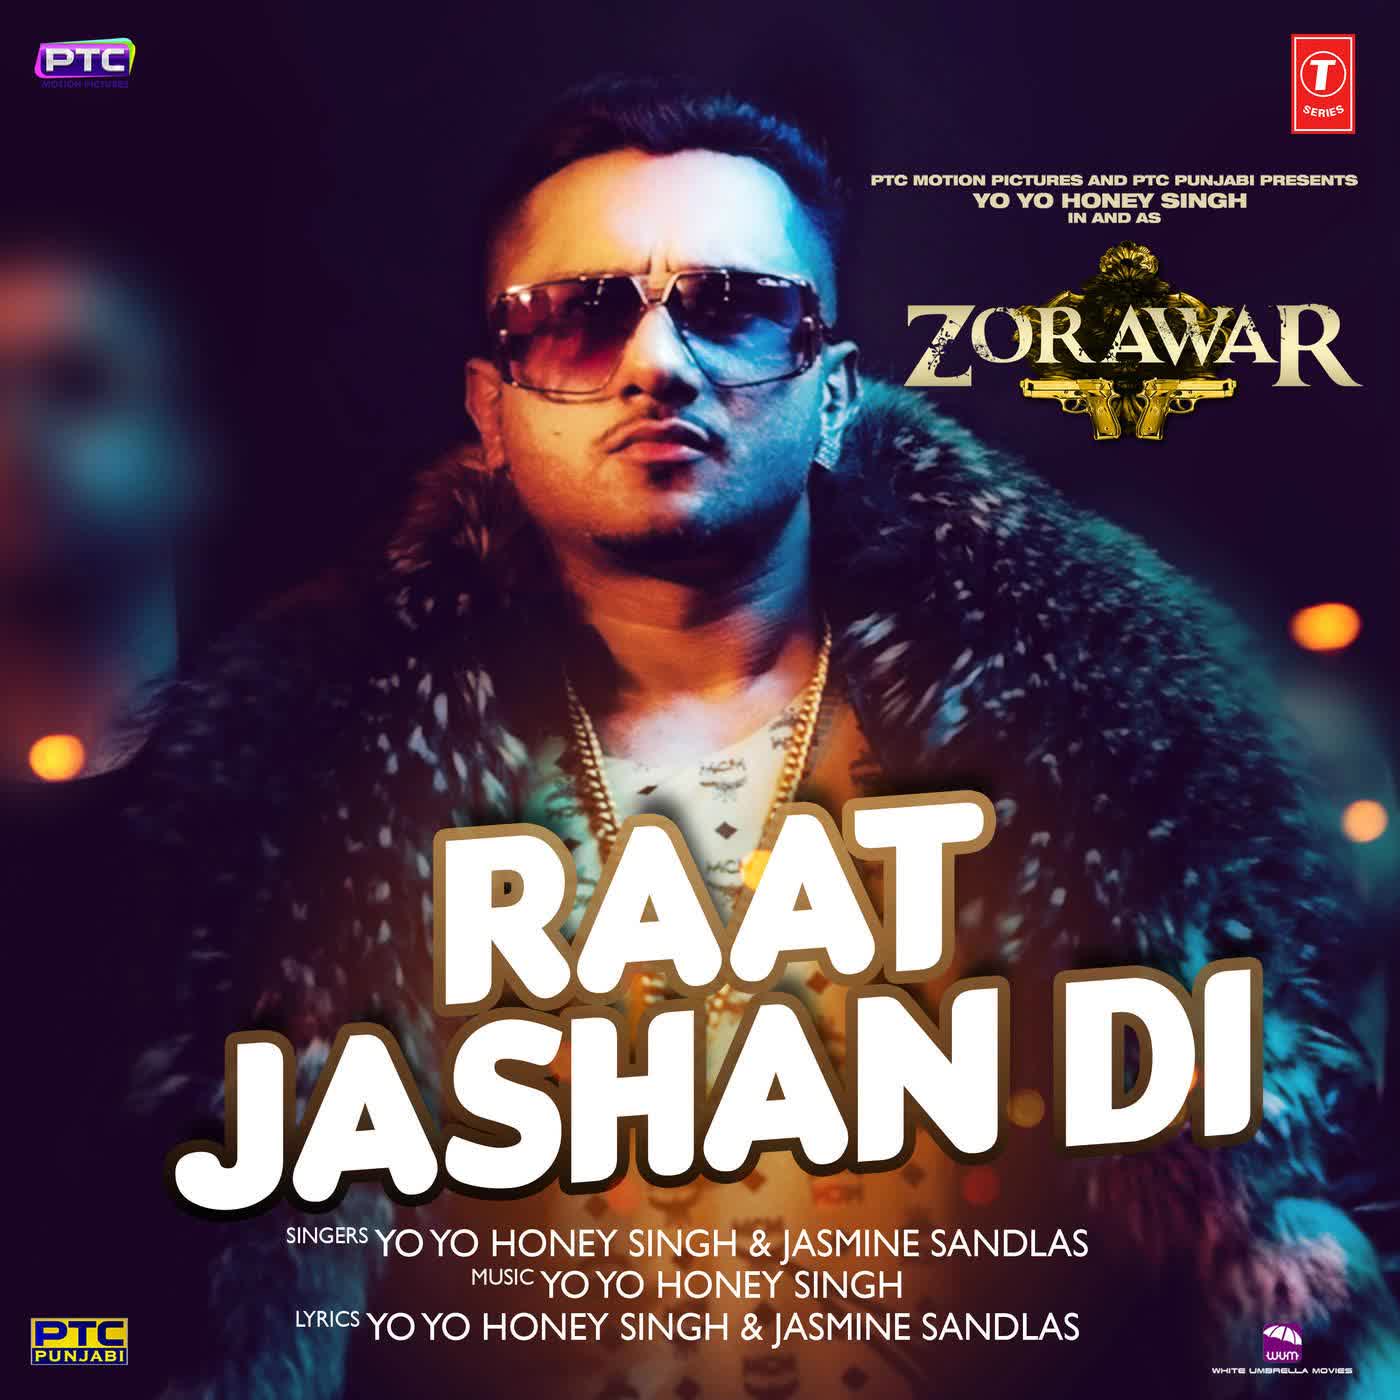 PTC
MOTION PICTURES
T
SERIES
PTC MOTION PICTURES AND PTC PUNJABI PRESENTS
YO YO HONEY SINGH
IN AND AS
ZORAWAR
MCM
RAAT
JASHAN DI
SINGERS YO YO HONEY SINGH & JASMINE SANDLAS
MUSIC YO YO HONEY SINGH
LYRICS YO YO HONEY SINGH & JASMINE SANDLAS
PTC
PUNJABI
WUM
WHITE UMBRELLA MOVIES